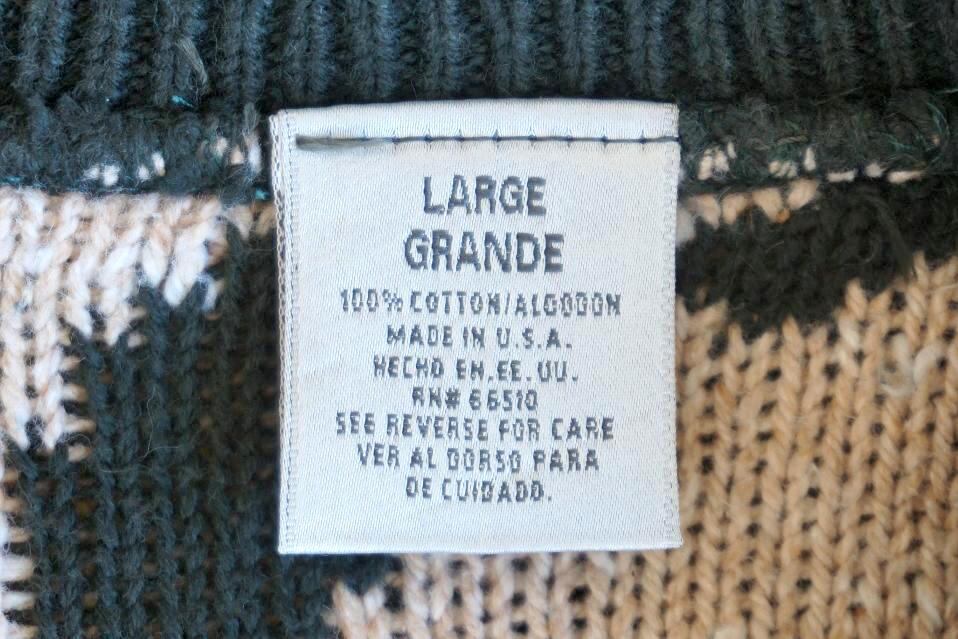 LARGE
GRANDE
100% COTTON/ALGODON
MADE IN U.S.A.
HECHO EN.EE.UU.
RN# 66510
SEE REVERSE FOR CARE
VER AL DORSO PARA
DE CUIDADO.